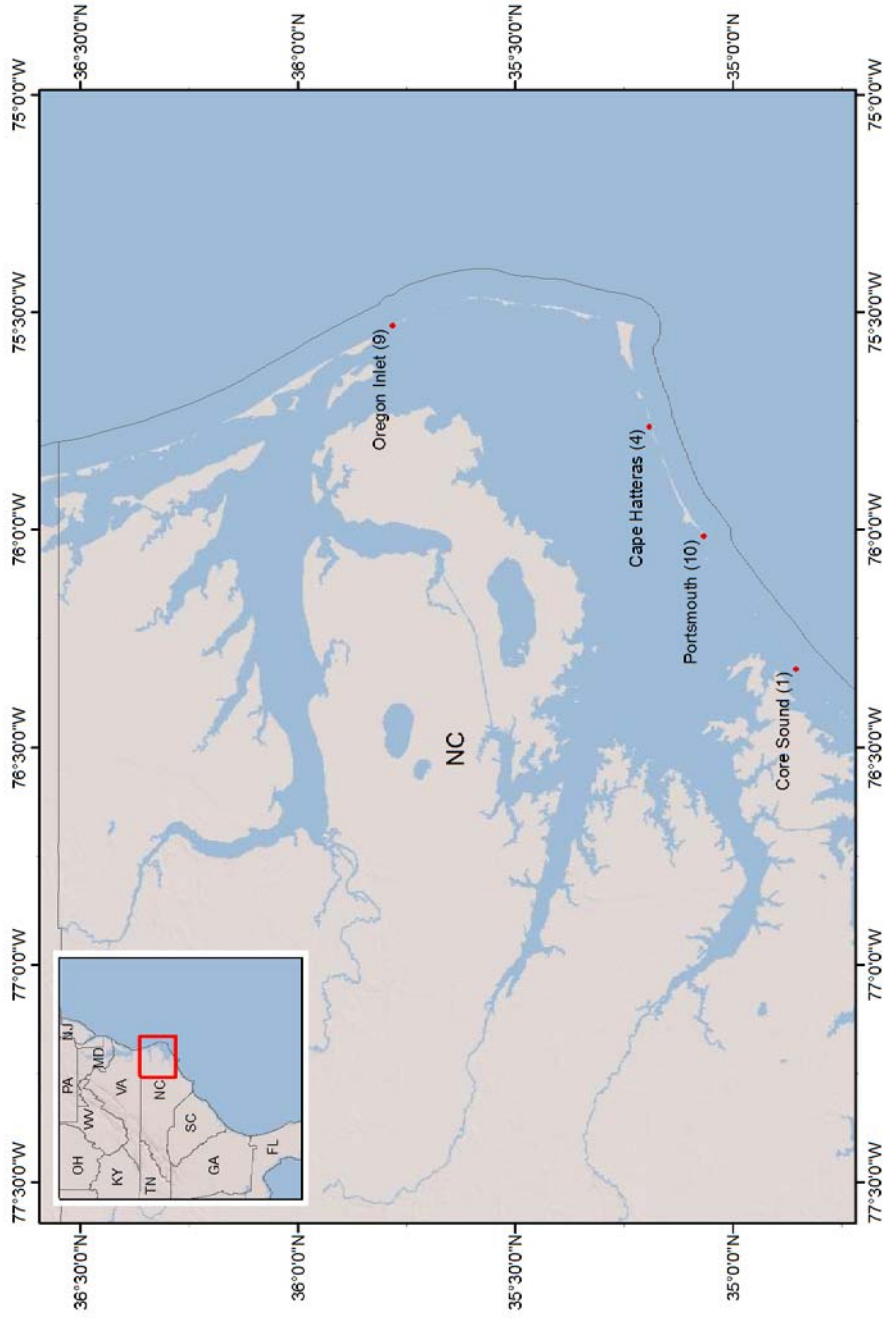 77°30'0"W
77°0'0"W
76°30'0"W
76°0'0"W
75°30'0"W
75°0'0"W
36°30'0"N
36°30'0"N
OH
PA
NJ
WV
MD
KY
VA
TN
NC
SC
GA
FL
36°0'0"N
36°0'0"N
Oregon Inlet (9)
NC
35°30'0"N
35°30'0"N
Cape Hatteras (4)
Portsmouth (10)
35°0'0"N
35°0'0"N
Core Sound (1)
77°30'0"W
77°0'0"W
76°30'0"W
76°0'0"W
75°30'0"W
75°0'0"W